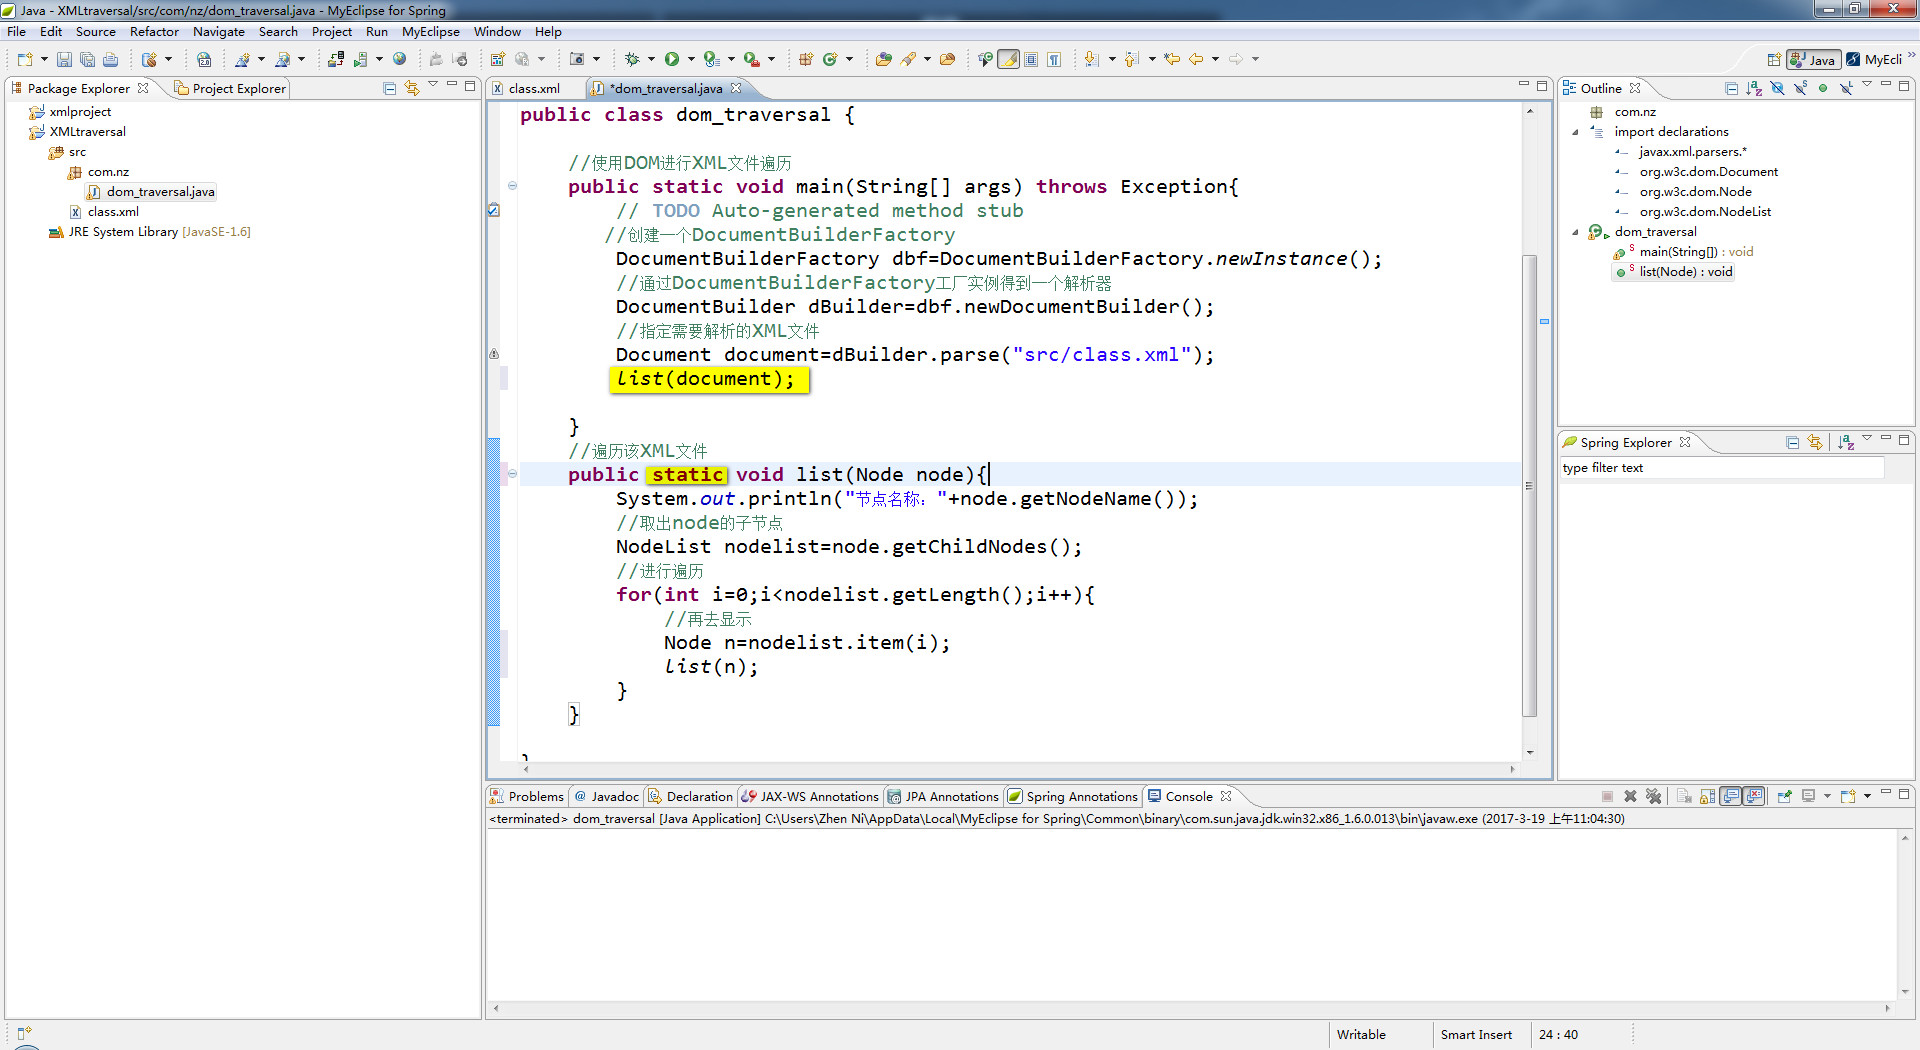 Java - XMLtraversal/src/com/nz/dom_traversal.java - MyEclipse for Spring
File Edit Source Refactor Navigate Search Project Run MyEclipse Window Help
Java MyEcli
Package Explorer Project Explorer
xmlproject
XMLtraversal
src
com.nz
dom_traversal.java
class.xml
JRE System Library [JavaSE-1.6]
class.xml *dom_traversal.java
public class dom_traversal {
//使用DOM进行XML文件遍历
public static void main(String[] args) throws Exception{
// TODO Auto-generated method stub
//创建一个DocumentBuilderFactory
DocumentBuilderFactory dbf=DocumentBuilderFactory.newInstance();
//通过DocumentBuilderFactory工厂实例得到一个解析器
DocumentBuilder dBuilder=dbf.newDocumentBuilder();
//指定需要解析的XML文件
Document document=dBuilder.parse("src/class.xml");
list(document);
}
//遍历该XML文件
public static void list(Node node){
System.out.println("节点名称："+node.getNodeName());
//取出node的子节点
NodeList nodelist=node.getChildNodes();
//进行遍历
for(int i=0;i<nodelist.getLength();i++){
//再去显示
Node n=nodelist.item(i);
list(n);
}
}
}
Outline
com.nz
import declarations
javax.xml.parsers.*
org.w3c.dom.Document
org.w3c.dom.Node
org.w3c.dom.NodeList
dom_traversal
main(String[]) : void
list(Node) : void
Spring Explorer
type filter text
Problems @ Javadoc Declaration JAX-WS Annotations JPA Annotations Spring Annotations Console
<terminated> dom_traversal [Java Application] C:\Users\Zhen Ni\AppData\Local\MyEclipse for Spring\Common\binary\com.sun.java.jdk.win32.x86_1.6.0.013\bin\javaw.exe (2017-3-19 上午11:04:30)
Writable Smart Insert 24 : 40